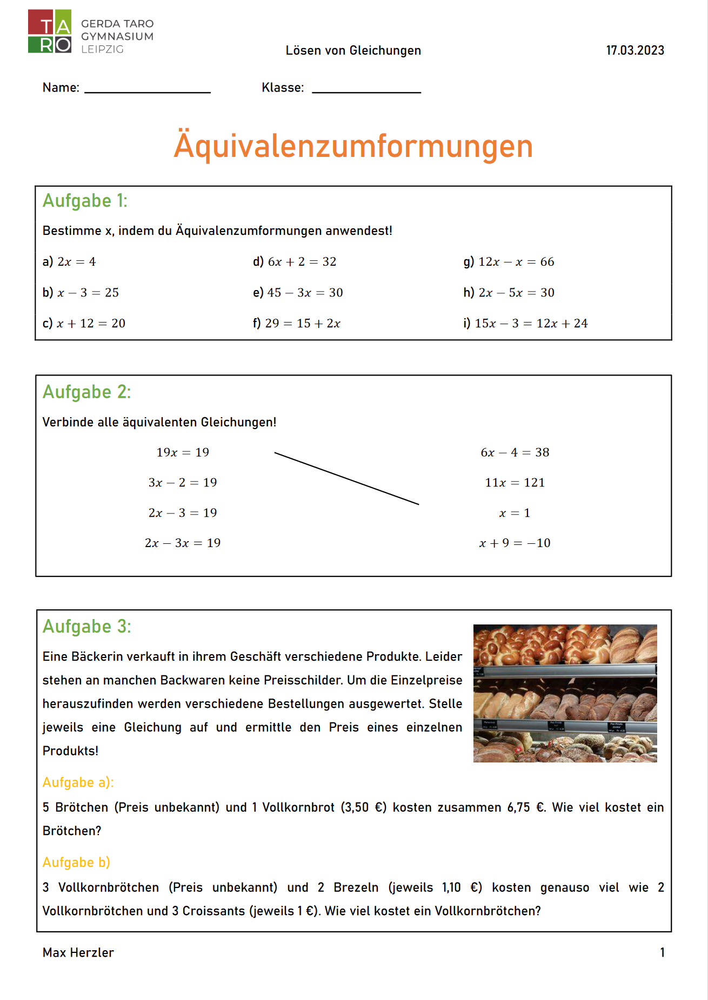 TARO
GERDA TARO
GYMNASIUM
LEIPZIG
Lösen von Gleichungen 17.03.2023
Name: Klasse:
Äquivalenzumformungen
Aufgabe 1:
Bestimme x, indem du Äquivalenzumformungen anwendest!
a) 2x = 4 d) 6x + 2 = 32 g) 12x − x = 66
b) x − 3 = 25 e) 45 − 3x = 30 h) 2x − 5x = 30
c) x + 12 = 20 f) 29 = 15 + 2x i) 15x − 3 = 12x + 24
Aufgabe 2:
Verbinde alle äquivalenten Gleichungen!
19x = 19 6x − 4 = 38
3x − 2 = 19 11x = 121
2x − 3 = 19 x = 1
2x − 3x = 19 x + 9 = −10
Aufgabe 3:
Eine Bäckerin verkauft in ihrem Geschäft verschiedene Produkte. Leider
stehen an manchen Backwaren keine Preisschilder. Um die Einzelpreise
herauszufinden werden verschiedene Bestellungen ausgewertet. Stelle
jeweils eine Gleichung auf und ermittle den Preis eines einzelnen
Produkts!
Aufgabe a):
5 Brötchen (Preis unbekannt) und 1 Vollkornbrot (3,50 €) kosten zusammen 6,75 €. Wie viel kostet ein
Brötchen?
Aufgabe b)
3 Vollkornbrötchen (Preis unbekannt) und 2 Brezeln (jeweils 1,10 €) kosten genauso viel wie 2
Vollkornbrötchen und 3 Croissants (jeweils 1 €). Wie viel kostet ein Vollkornbrötchen?
Max Herzler 1